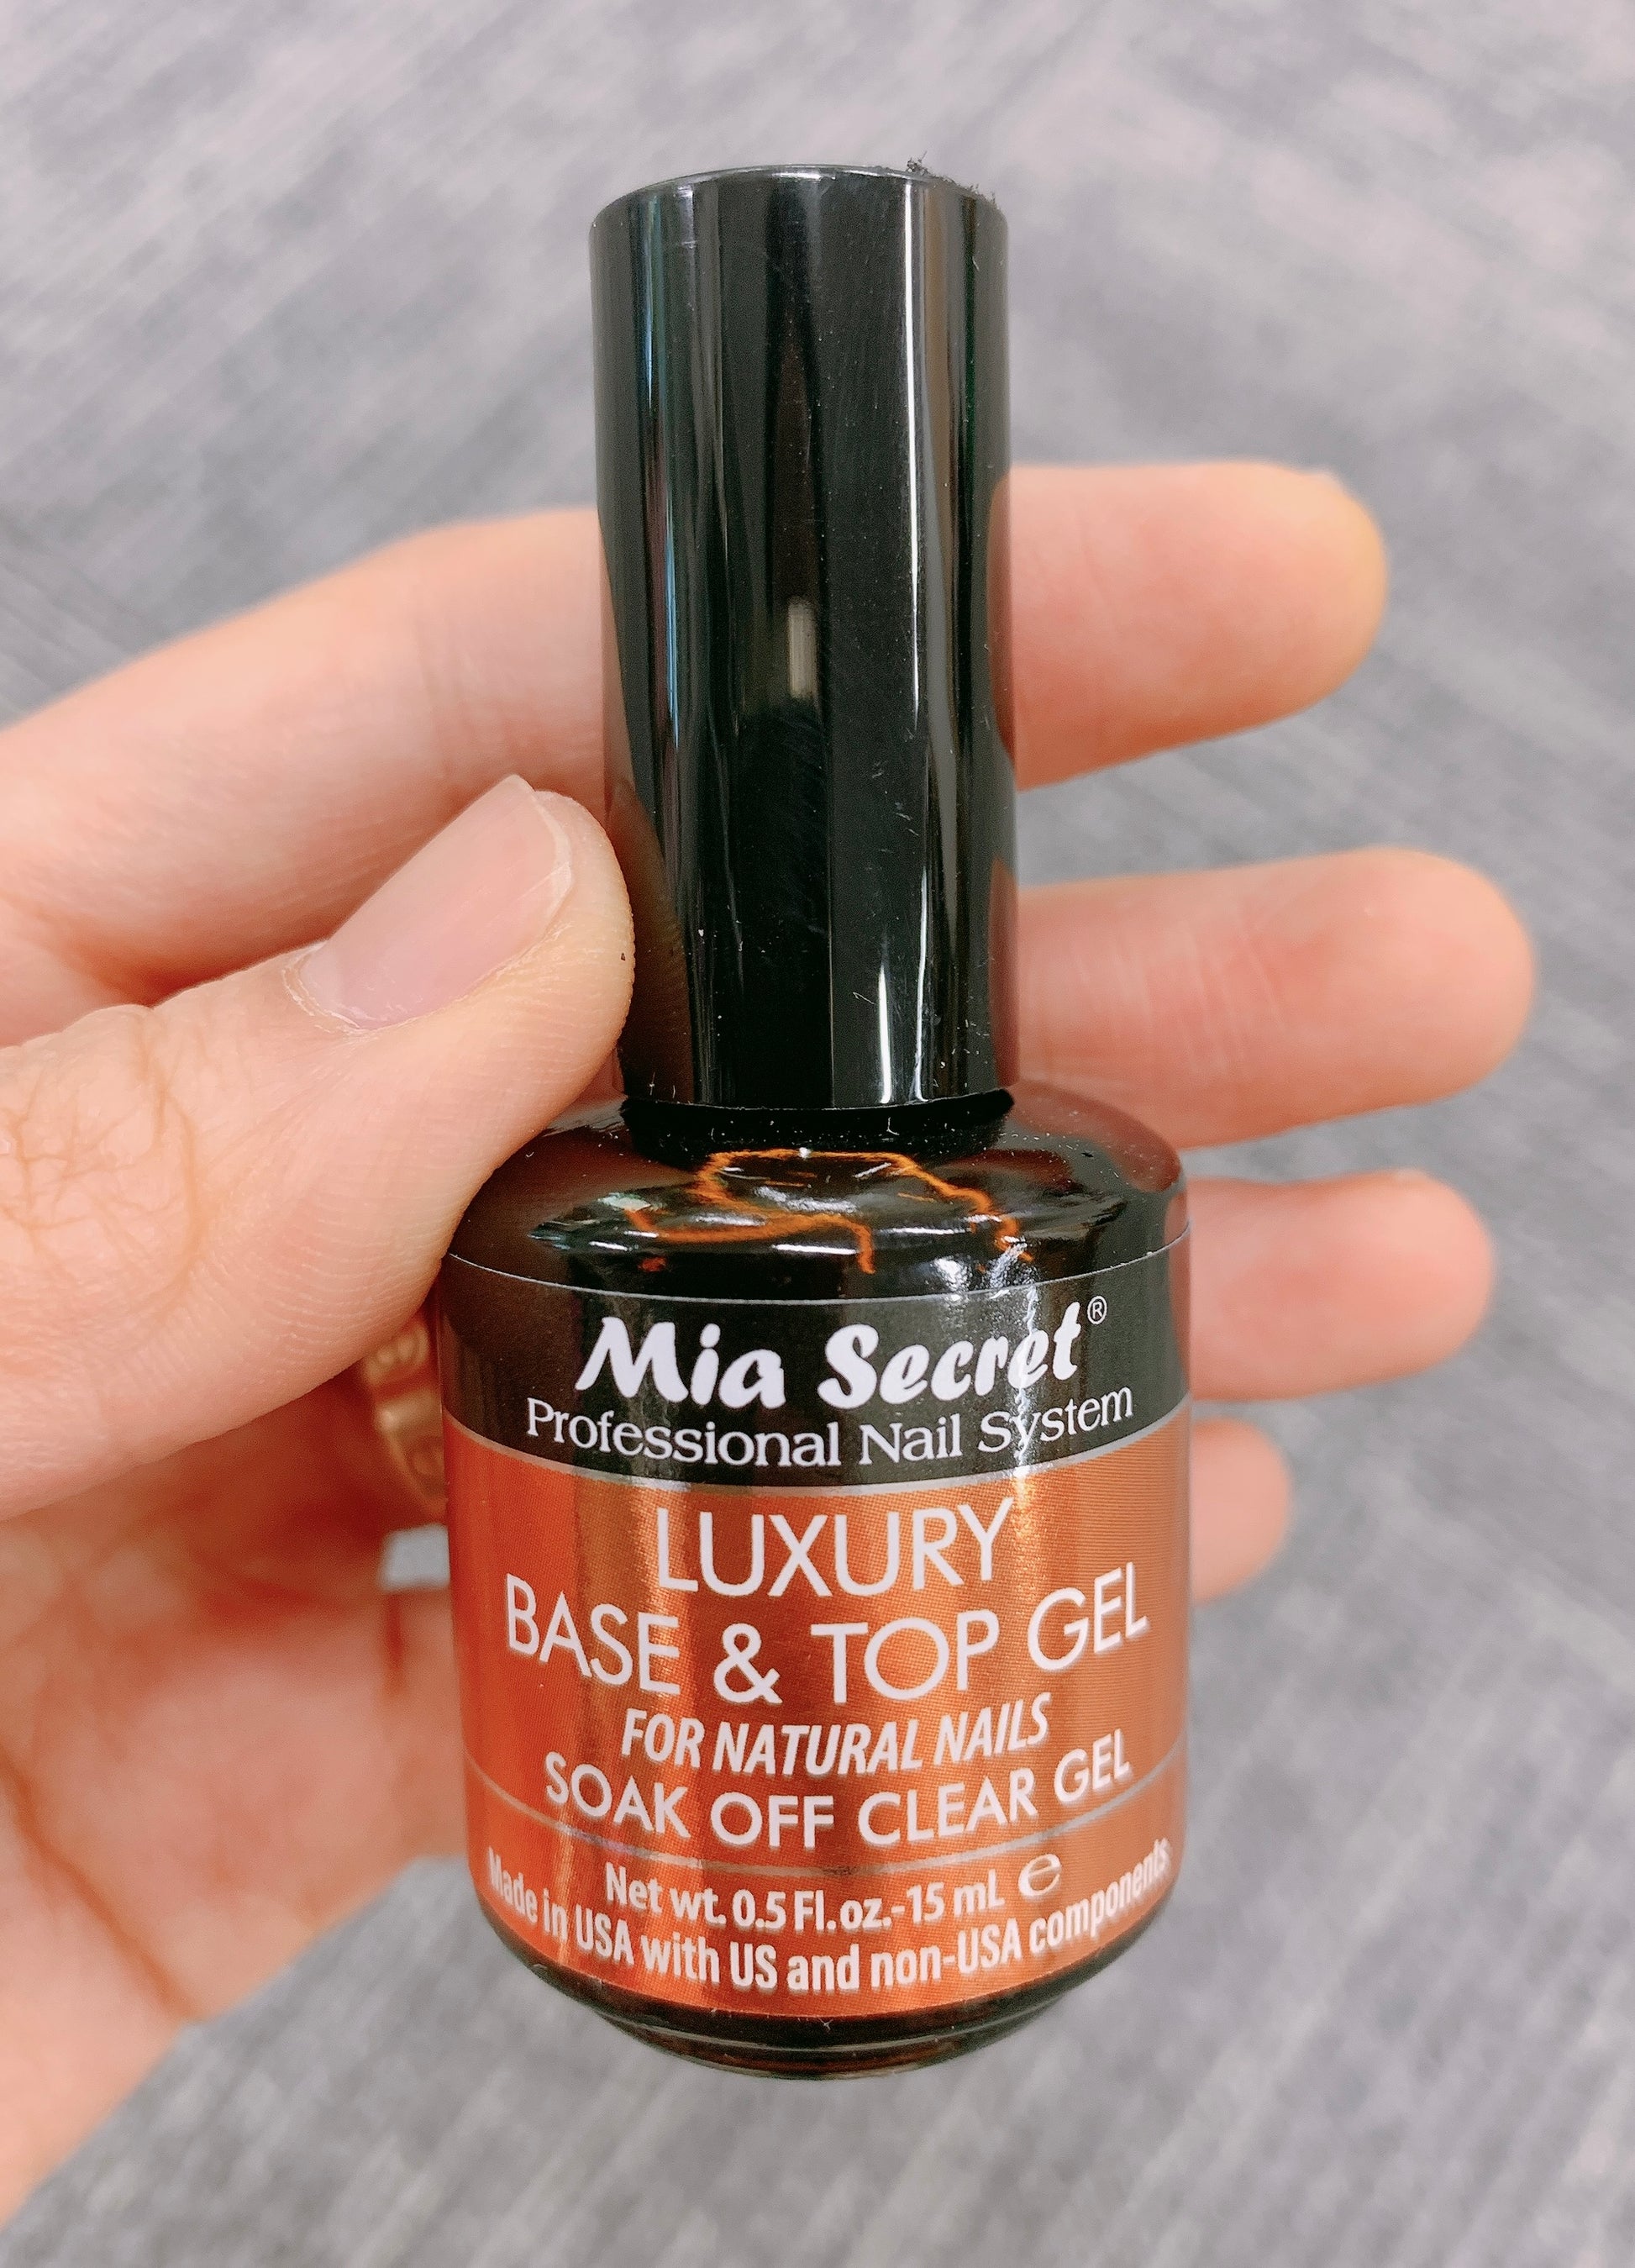 Mia Secret®
Professional Nail System
LUXURY
BASE & TOP GEL
FOR NATURAL NAILS
SOAK OFF CLEAR GEL
Net wt. 0.5 Fl. oz.-15 mL ℮
Made in USA with US and non-USA components